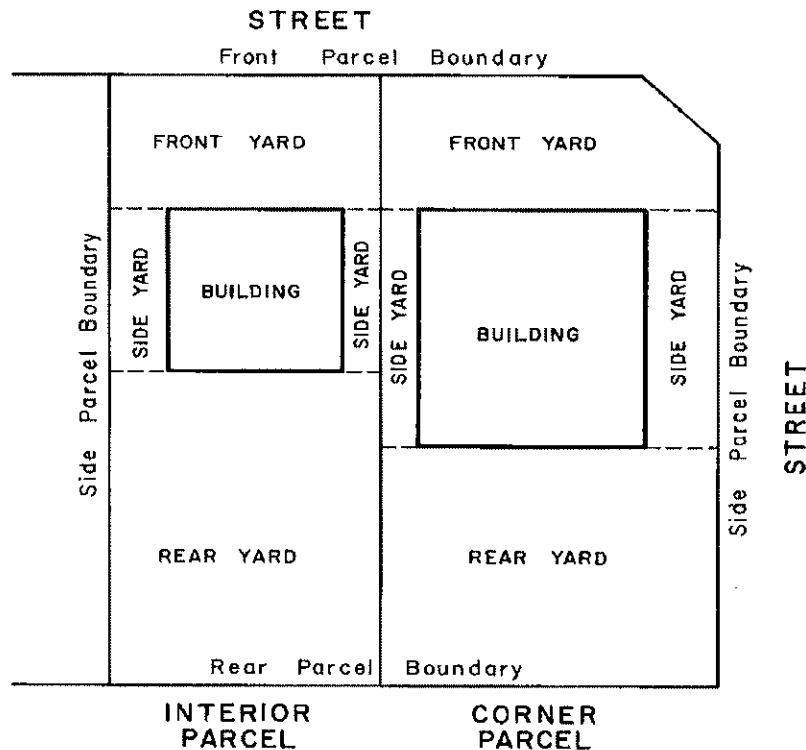 STREET
Front Parcel Boundary
FRONT YARD
FRONT YARD
Side Parcel Boundary
SIDE YARD
BUILDING
SIDE YARD
SIDE YARD
BUILDING
SIDE YARD
Side Parcel Boundary
STREET
REAR YARD
REAR YARD
Rear Parcel Boundary
INTERIOR
PARCEL
CORNER
PARCEL